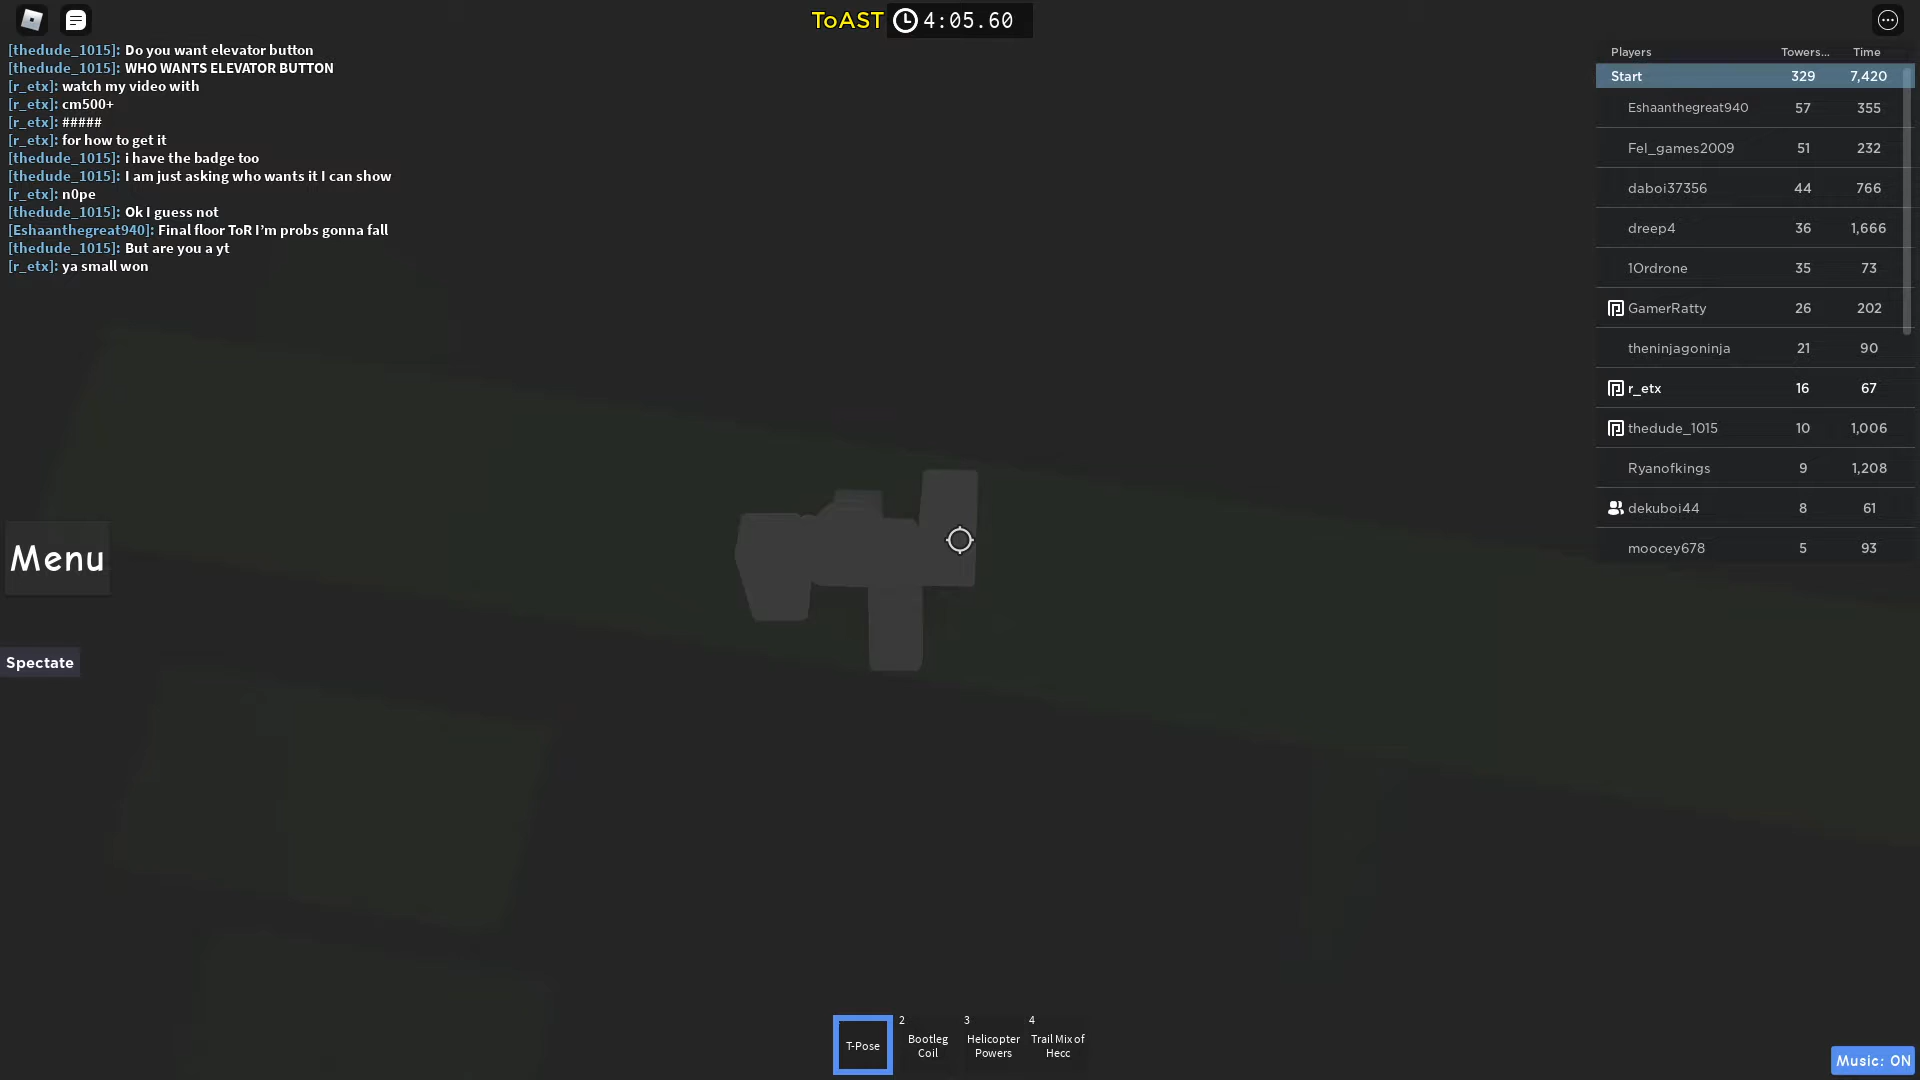 ToAST 4:05.60
[thedude_1015]: Do you want elevator button
[thedude_1015]: WHO WANTS ELEVATOR BUTTON
[r_etx]: watch my video with
[r_etx]: cm500+
[r_etx]: #####
[r_etx]: for how to get it
[thedude_1015]: i have the badge too
[thedude_1015]: I am just asking who wants it I can show
[r_etx]: n0pe
[thedude_1015]: Ok I guess not
[Eshaanthegreat940]: Final floor ToR I’m probs gonna fall
[thedude_1015]: But are you a yt
[r_etx]: ya small won
Players Towers... Time
Start 329 7,420
Eshaanthegreat940 57 355
Fel_games2009 51 232
daboi37356 44 766
dreep4 36 1,666
1Ordrone 35 73
GamerRatty 26 202
theninjagoninja 21 90
r_etx 16 67
thedude_1015 10 1,006
Ryanofkings 9 1,208
dekuboi44 8 61
moocey678 5 93
Menu
Spectate
T-Pose
2
Bootleg
Coil
3
Helicopter
Powers
4
Trail Mix of
Hecc
Music: ON